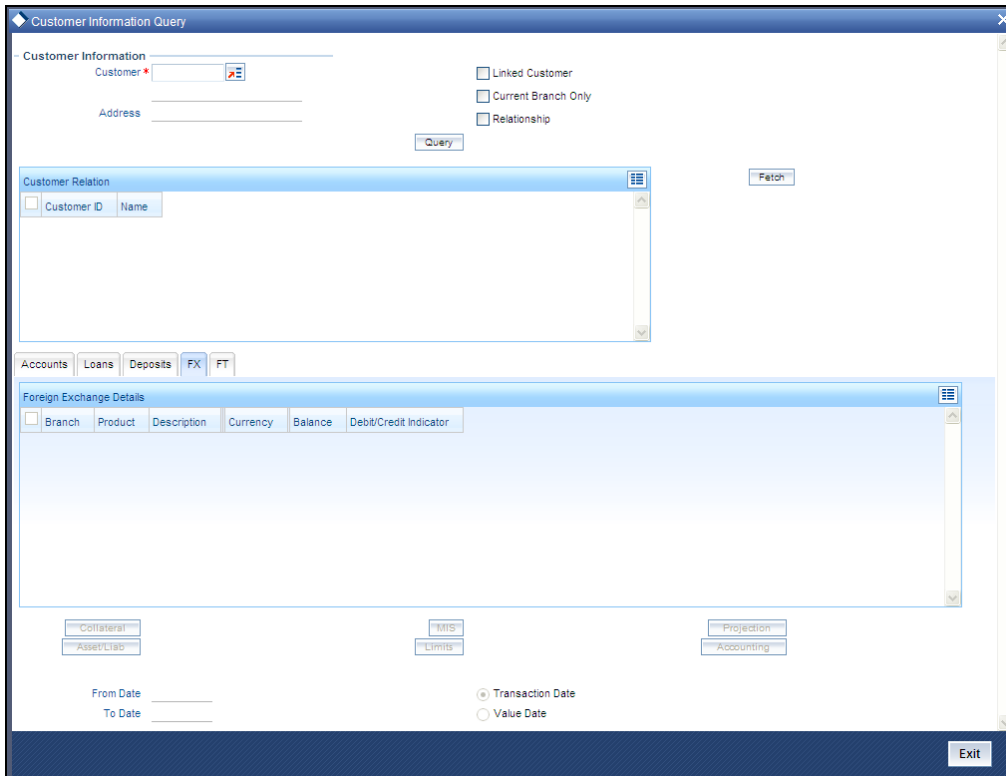 Customer Information Query
Customer Information
Customer *
Linked Customer
Current Branch Only
Address
Relationship
Query
Customer Relation
Fetch
Customer ID Name
Accounts Loans Deposits FX FT
Foreign Exchange Details
Branch Product Description Currency Balance Debit/Credit Indicator
Collateral MIS Projection
Asset/Liab Limits Accounting
From Date Transaction Date
To Date Value Date
Exit